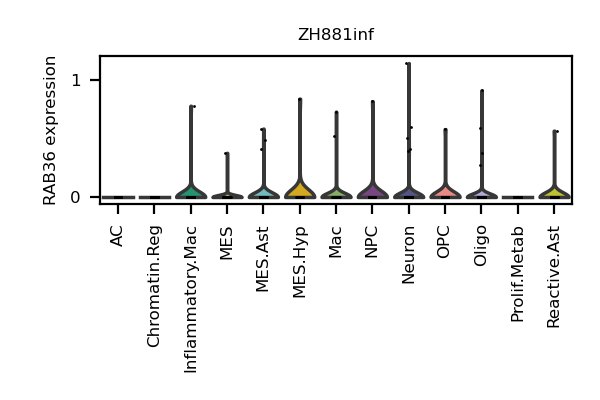 ZH881inf
RAB36 expression
1
0
AC
Chromatin.Reg
Inflammatory.Mac
MES
MES.Ast
MES.Hyp
Mac
NPC
Neuron
OPC
Oligo
Prolif.Metab
Reactive.Ast